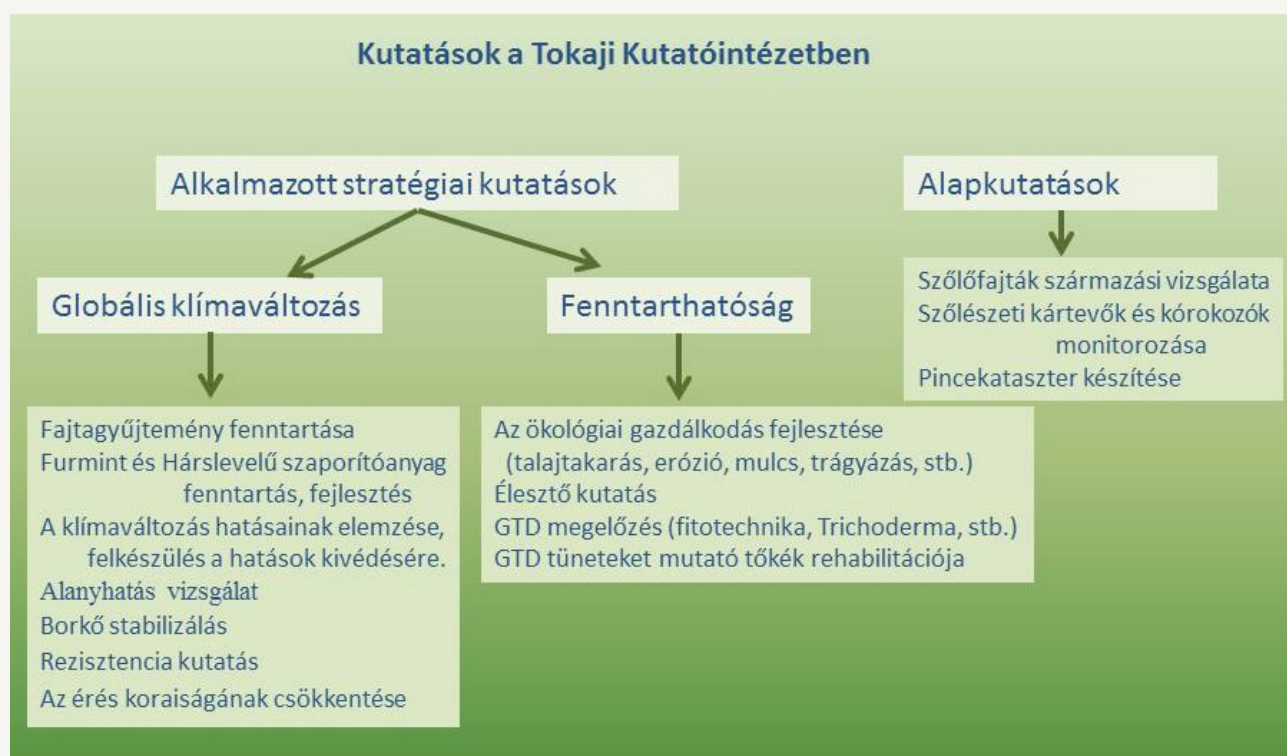 Kutatások a Tokaji Kutatóintézetben
Alkalmazott stratégiai kutatások
Globális klímaváltozás
Fajtagyűjtemény fenntartása
Furmint és Hárslevelű szaporítóanyag
fenntartás, fejlesztés
A klímaváltozás hatásainak elemzése,
felkészülés a hatások kivédésére.
Alanyhatás vizsgálat
Borkő stabilizálás
Rezisztencia kutatás
Az érés koraiságának csökkentése
Fenntarthatóság
Az ökológiai gazdálkodás fejlesztése
(talajtakarás, erózió, mulcs, trágyázás, stb.)
Élesztő kutatás
GTD megelőzés (fitotechnika, Trichoderma, stb.)
GTD tüneteket mutató tőkék rehabilitációja
Alapkutatások
Szőlőfajták származási vizsgálata
Szőlészeti kártevők és kórokozók
monitorozása
Pincekataszter készítése